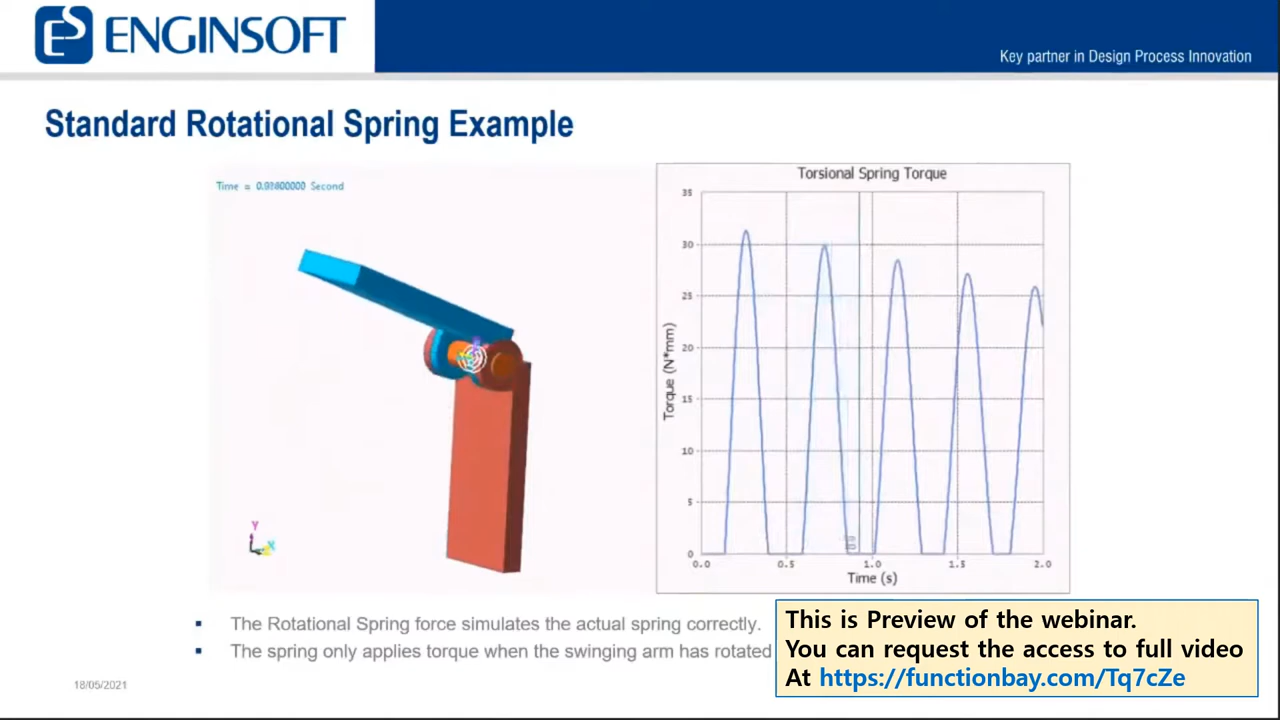 ENGINSOFT
Key partner in Design Process Innovation
Standard Rotational Spring Example
Time = 0.91600000 Second
Y
X
Torsional Spring Torque
35
30
25
20
15
10
5
0
Torque (N*mm)
0.0 0.5 1.0 1.5 2.0
Time (s)
The Rotational Spring force simulates the actual spring correctly.
The spring only applies torque when the swinging arm has rotated
This is Preview of the webinar.
You can request the access to full video
At https://functionbay.com/Tq7cZe
18/05/2021